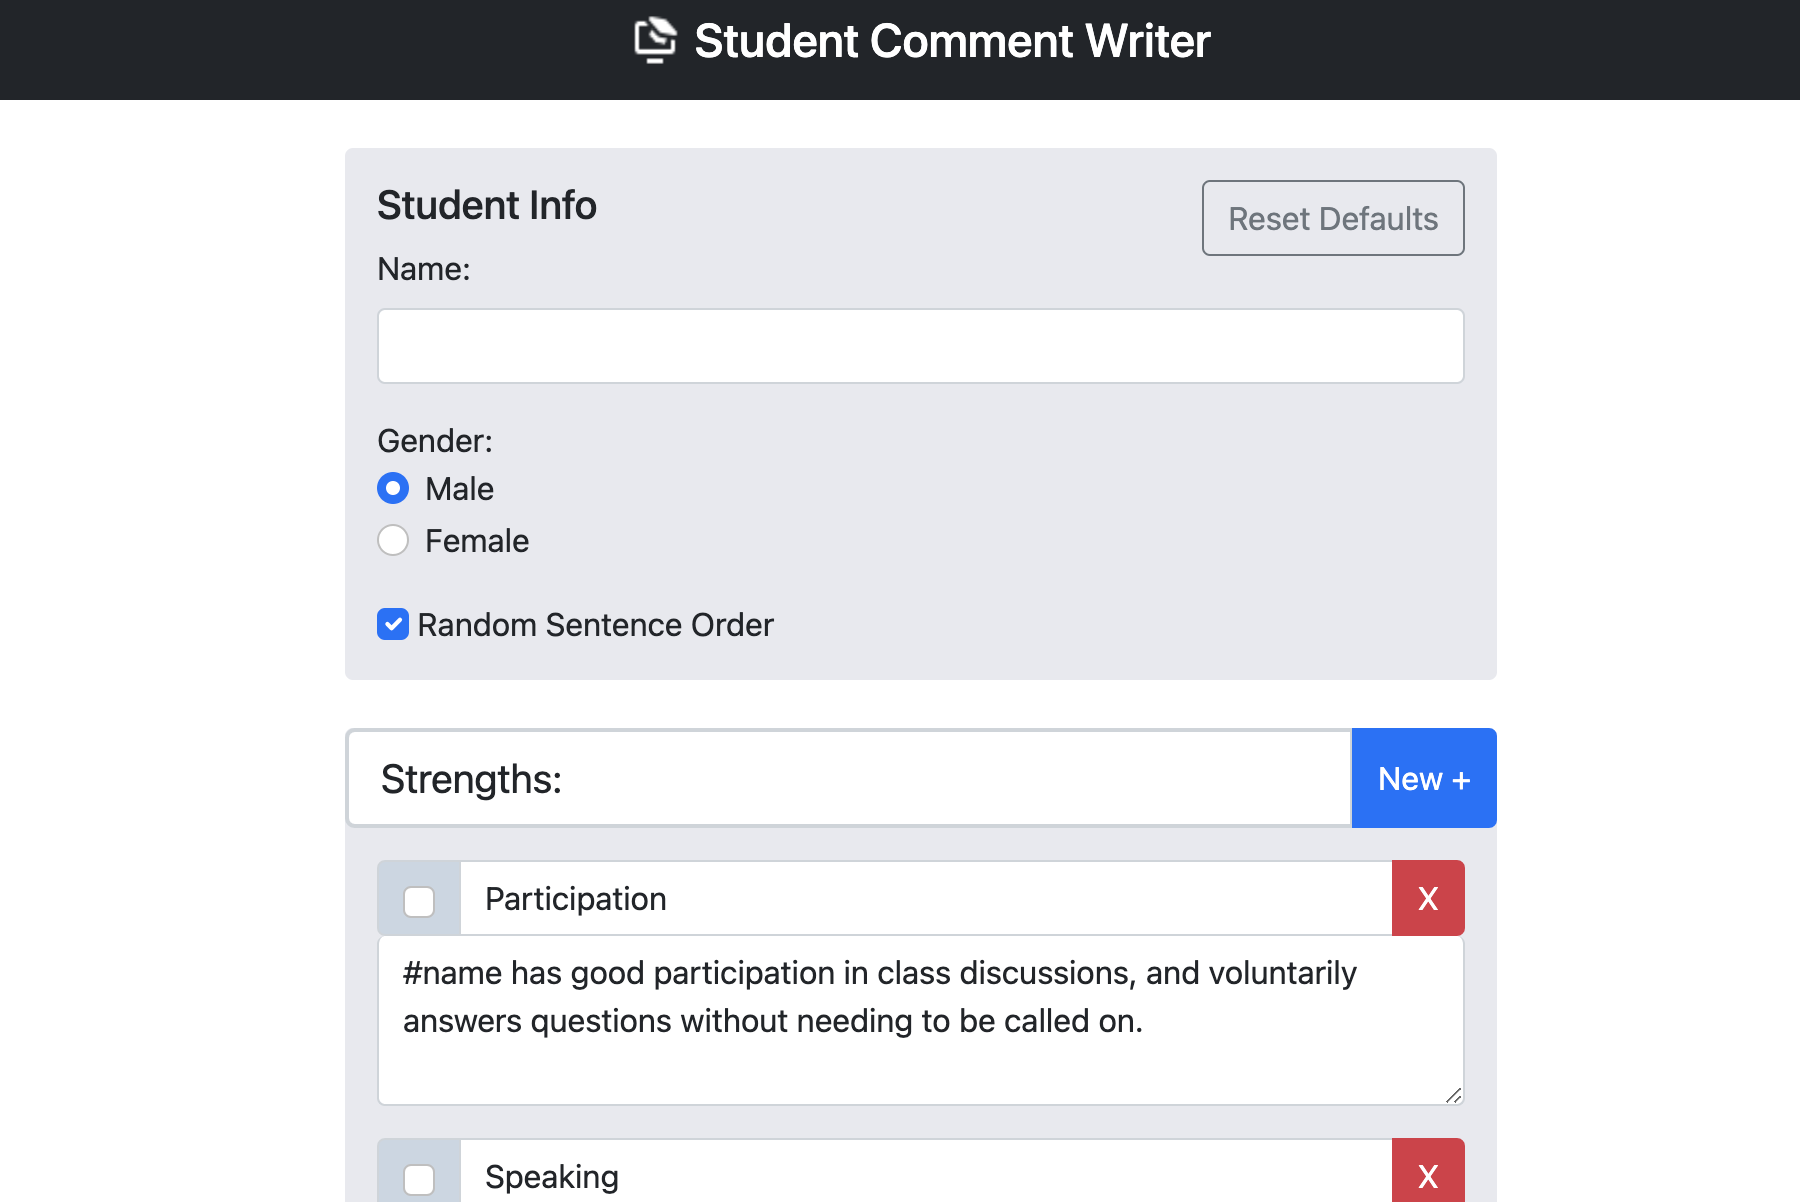 Student Comment Writer
Student Info
Reset Defaults
Name:
Gender:
Male
Female
Random Sentence Order
Strengths:
New +
Participation
X
#name has good participation in class discussions, and voluntarily
answers questions without needing to be called on.
Speaking
X